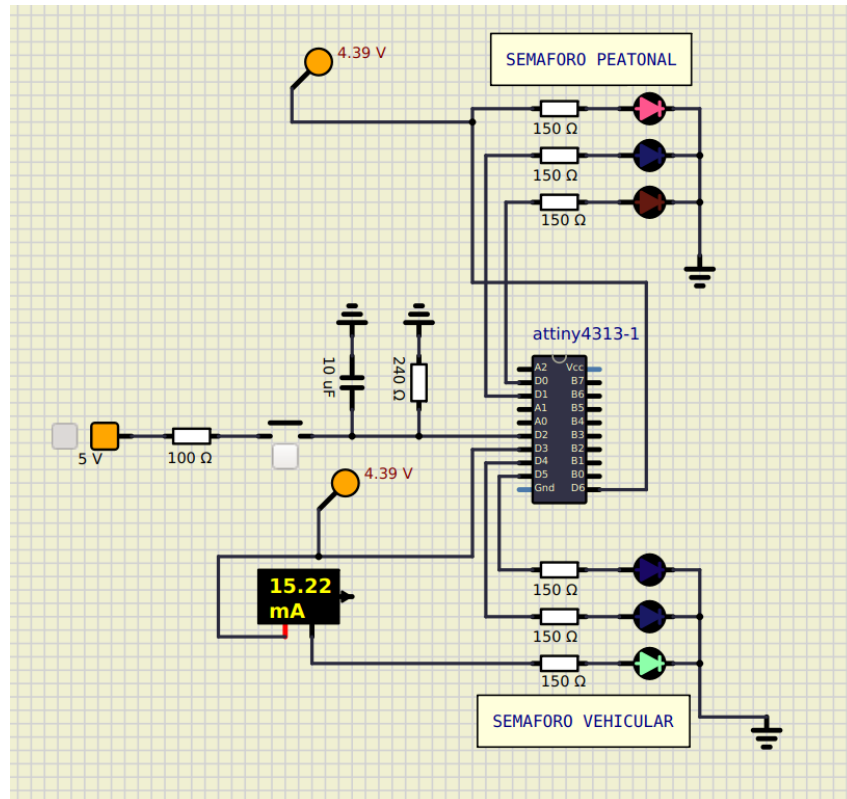 4.39 V
SEMAFORO PEATONAL
150 Ω
150 Ω
150 Ω
attiny4313-1
A2 Vcc
D0 B7
D1 B6
A1 B5
A0 B4
D2 B3
D3 B2
D4 B1
D5 B0
Gnd D6
10 uF
240 Ω
5 V
100 Ω
4.39 V
15.22
mA
150 Ω
150 Ω
150 Ω
SEMAFORO VEHICULAR